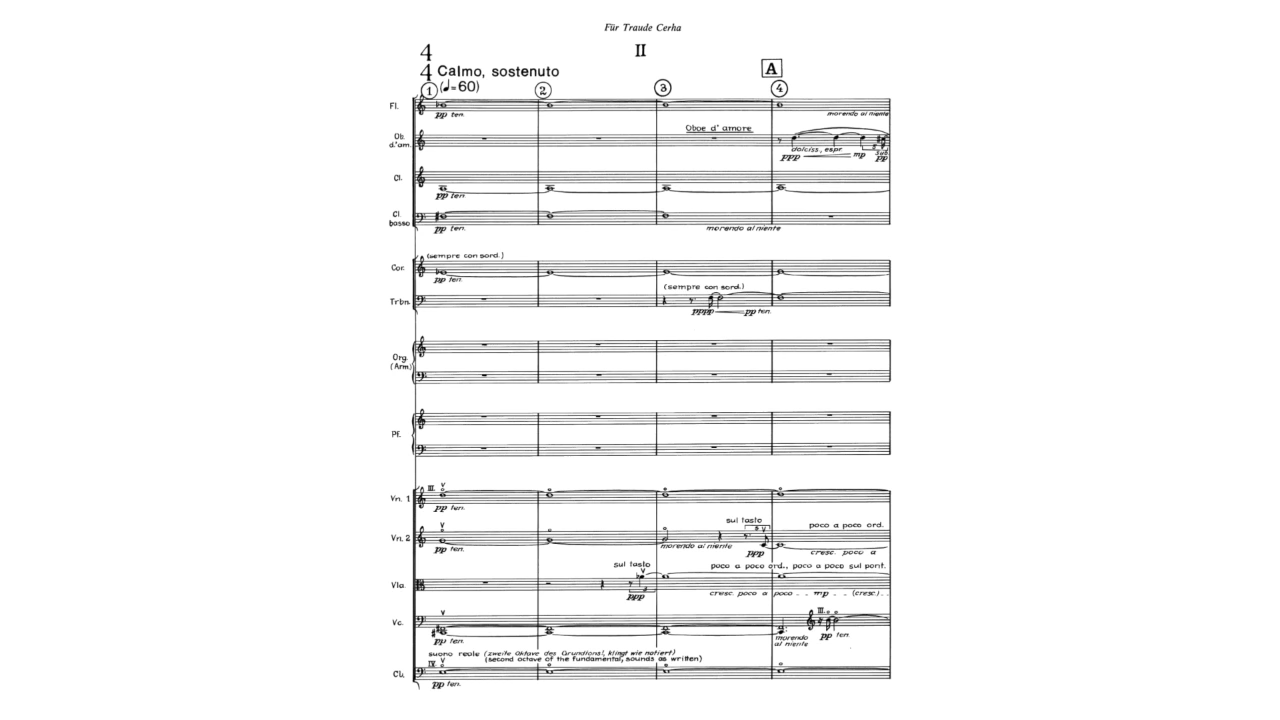 Für Traude Cerha
II
4
4 Calmo, sostenuto A
1 (♩=60) 2 3 4
Fl. pp ten. morendo al niente
Oboe d'amore
Ob. d'am. dolciss., espr.
ppp mp sub. pp
Cl.
pp ten.
Cl. basso
pp ten. morendo al niente
(sempre con sord.)
Cor.
pp ten.
(sempre con sord.)
Trbn.
pppp pp ten.
Org. (Arm.)
Pf.
III.
Vn. 1
pp ten.
sul tasto 5 poco a poco ord.
Vn. 2
pp ten. morendo al niente ppp cresc. poco a
sul tasto poco a poco ord., poco a poco sul pont.
Vla.
ppp cresc. poco a poco . . mp . . (cresc.) . .
III.
Vc.
pp ten. morendo al niente pp ten.
suono reale (zweite Oktave des Grundtons!, klingt wie notiert)
IV (second octave of the fundamental, sounds as written)
Cb.
pp ten.